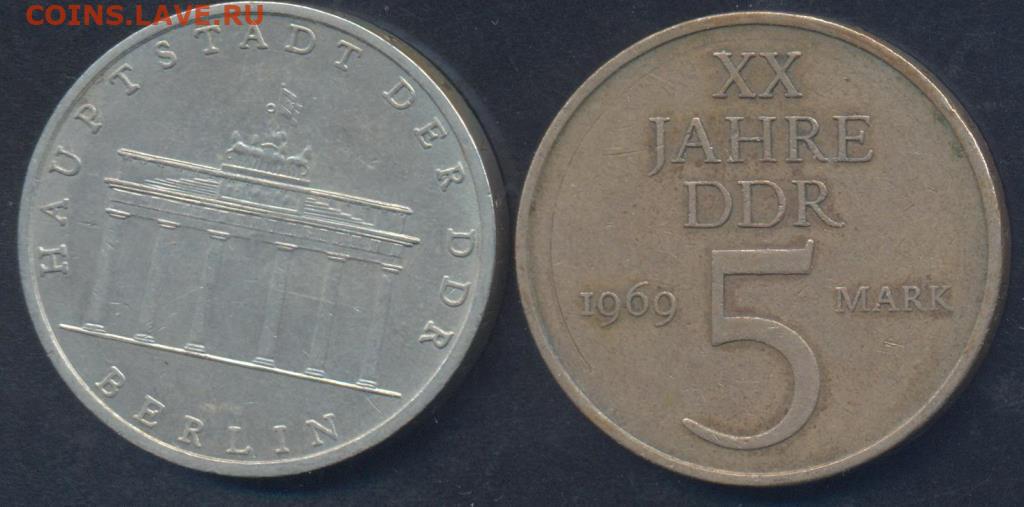 COINS.LAVE.RU
HAUPTSTADT DER DDR
BERLIN
XX
JAHRE
DDR
1969 5 MARK